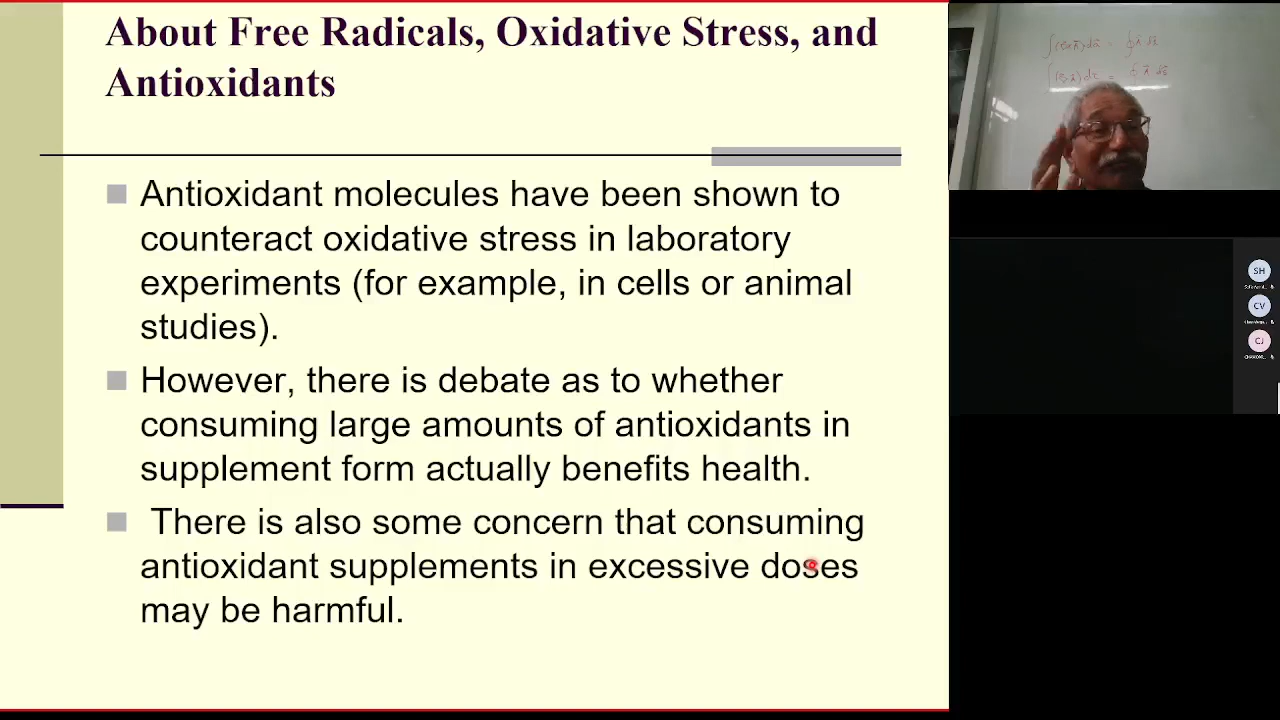 About Free Radicals, Oxidative Stress, and
Antioxidants
Antioxidant molecules have been shown to
counteract oxidative stress in laboratory
experiments (for example, in cells or animal
studies).
However, there is debate as to whether
consuming large amounts of antioxidants in
supplement form actually benefits health.
There is also some concern that consuming
antioxidant supplements in excessive doses
may be harmful.
SH
CV
CJ